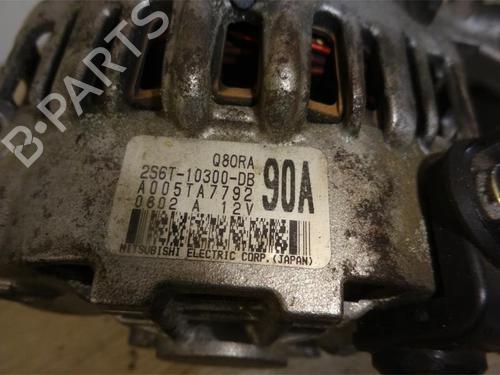 B-PARTS
Q80RA
2S6T-10300-DB
A005TA7792
90A
0602 A 12V
MITSUBISHI ELECTRIC CORP.(JAPAN)